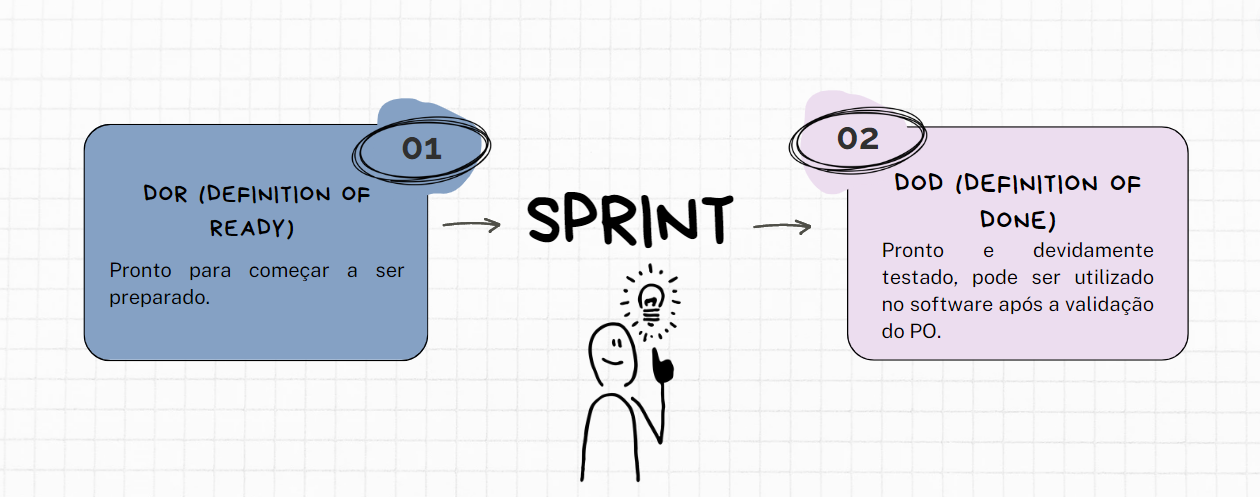 01
DOR (DEFINITION OF
READY)
Pronto para começar a ser
preparado.
SPRINT
02
DOD (DEFINITION OF
DONE)
Pronto e devidamente
testado, pode ser utilizado
no software após a validação
do PO.